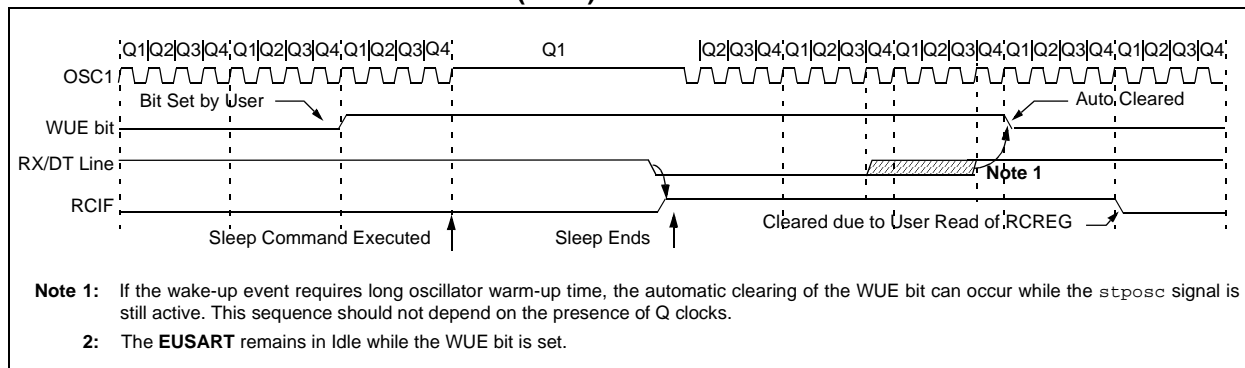 Q1|Q2|Q3|Q4|Q1|Q2|Q3|Q4|Q1|Q2|Q3|Q4 Q1 Q2|Q3|Q4|Q1|Q2|Q3|Q4|Q1|Q2|Q3|Q4|Q1|Q2|Q3|Q4|Q1|Q2|Q3|Q4
OSC1
Bit Set by User Auto Cleared
WUE bit
RX/DT Line
Note 1
RCIF
Cleared due to User Read of RCREG
Sleep Command Executed Sleep Ends
Note 1: If the wake-up event requires long oscillator warm-up time, the automatic clearing of the WUE bit can occur while the stposc signal is
still active. This sequence should not depend on the presence of Q clocks.
2: The EUSART remains in Idle while the WUE bit is set.